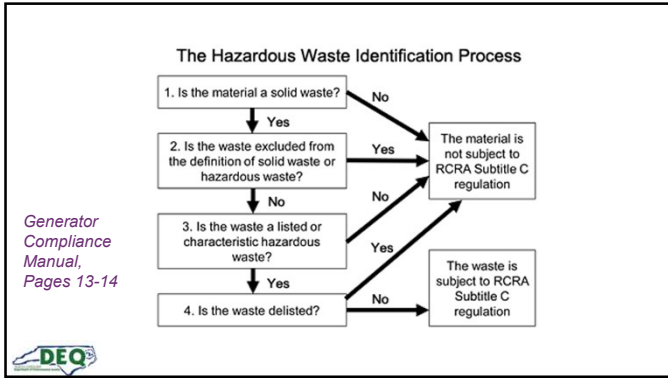 The Hazardous Waste Identification Process
1. Is the material a solid waste?
No
Yes
2. Is the waste excluded from
the definition of solid waste or
hazardous waste?
Yes
The material is
not subject to
RCRA Subtitle C
regulation
No
No
3. Is the waste a listed or
characteristic hazardous
waste?
Yes
Yes
4. Is the waste delisted?
No
The waste is
subject to RCRA
Subtitle C
regulation
Generator
Compliance
Manual,
Pages 13-14
DEQ